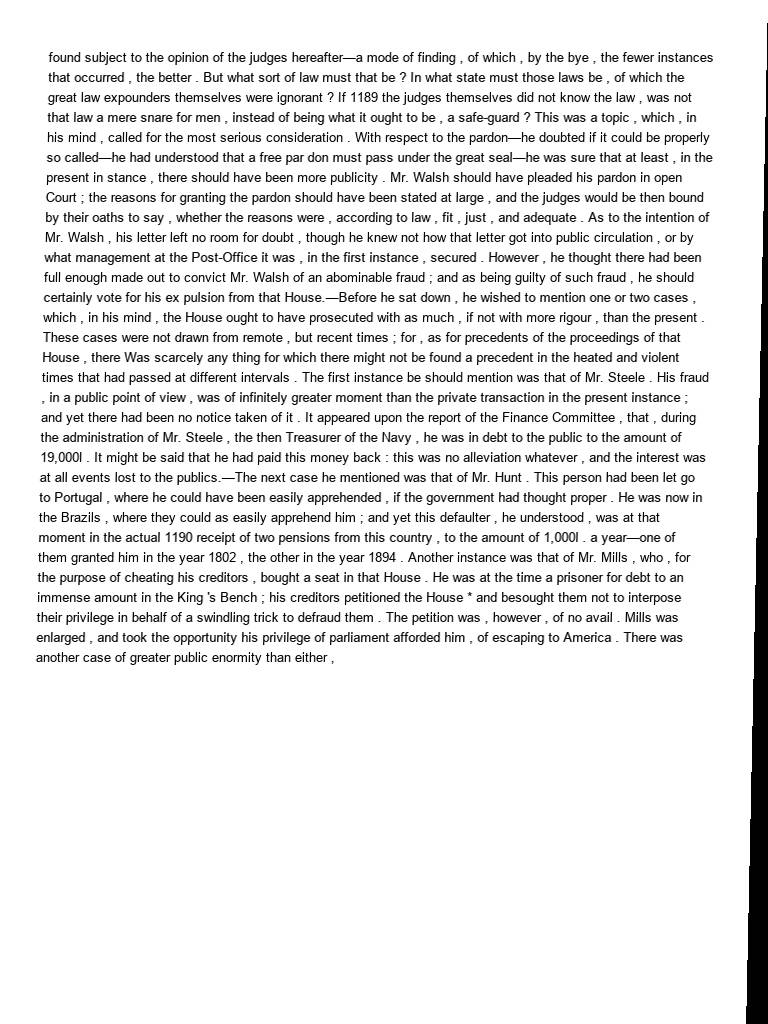 found subject to the opinion of the judges hereafter—a mode of finding , of which , by the bye , the fewer instances
that occurred , the better . But what sort of law must that be ? In what state must those laws be , of which the
great law expounders themselves were ignorant ? If 1189 the judges themselves did not know the law , was not
that law a mere snare for men , instead of being what it ought to be , a safe-guard ? This was a topic , which , in
his mind , called for the most serious consideration . With respect to the pardon—he doubted if it could be properly
so called—he had understood that a free par don must pass under the great seal—he was sure that at least , in the
present in stance , there should have been more publicity . Mr. Walsh should have pleaded his pardon in open
Court ; the reasons for granting the pardon should have been stated at large , and the judges would be then bound
by their oaths to say , whether the reasons were , according to law , fit , just , and adequate . As to the intention of
Mr. Walsh , his letter left no room for doubt , though he knew not how that letter got into public circulation , or by
what management at the Post-Office it was , in the first instance , secured . However , he thought there had been
full enough made out to convict Mr. Walsh of an abominable fraud ; and as being guilty of such fraud , he should
certainly vote for his ex pulsion from that House.—Before he sat down , he wished to mention one or two cases ,
which , in his mind , the House ought to have prosecuted with as much , if not with more rigour , than the present .
These cases were not drawn from remote , but recent times ; for , as for precedents of the proceedings of that
House , there Was scarcely any thing for which there might not be found a precedent in the heated and violent
times that had passed at different intervals . The first instance be should mention was that of Mr. Steele . His fraud
, in a public point of view , was of infinitely greater moment than the private transaction in the present instance ;
and yet there had been no notice taken of it . It appeared upon the report of the Finance Committee , that , during
the administration of Mr. Steele , the then Treasurer of the Navy , he was in debt to the public to the amount of
19,000l . It might be said that he had paid this money back : this was no alleviation whatever , and the interest was
at all events lost to the publics.—The next case he mentioned was that of Mr. Hunt . This person had been let go
to Portugal , where he could have been easily apprehended , if the government had thought proper . He was now in
the Brazils , where they could as easily apprehend him ; and yet this defaulter , he understood , was at that
moment in the actual 1190 receipt of two pensions from this country , to the amount of 1,000l . a year—one of
them granted him in the year 1802 , the other in the year 1894 . Another instance was that of Mr. Mills , who , for
the purpose of cheating his creditors , bought a seat in that House . He was at the time a prisoner for debt to an
immense amount in the King 's Bench ; his creditors petitioned the House * and besought them not to interpose
their privilege in behalf of a swindling trick to defraud them . The petition was , however , of no avail . Mills was
enlarged , and took the opportunity his privilege of parliament afforded him , of escaping to America . There was
another case of greater public enormity than either ,